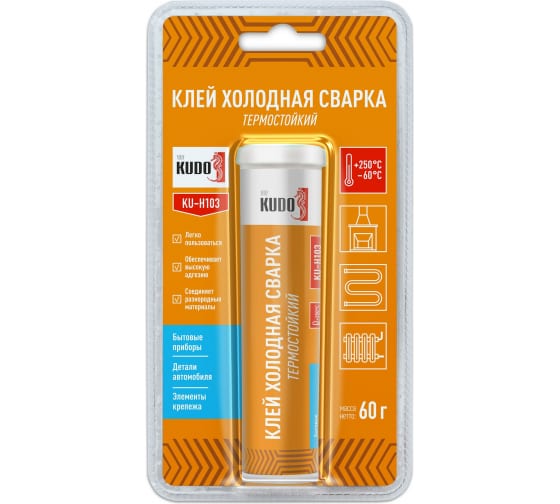 КЛЕЙ ХОЛОДНАЯ СВАРКА
ТЕРМОСТОЙКИЙ
KUDO
KU-H103
Легко
пользоваться
Обеспечивает
высокую
адгезию
Соединяет
разнородные
материалы
Бытовые
приборы
Детали
автомобиля
Элементы
крепежа
KUDO
KU-H103
КЛЕЙ ХОЛОДНАЯ СВАРКА
ТЕРМОСТОЙКИЙ
+250°C
-60°C
масса
нетто: 60 г